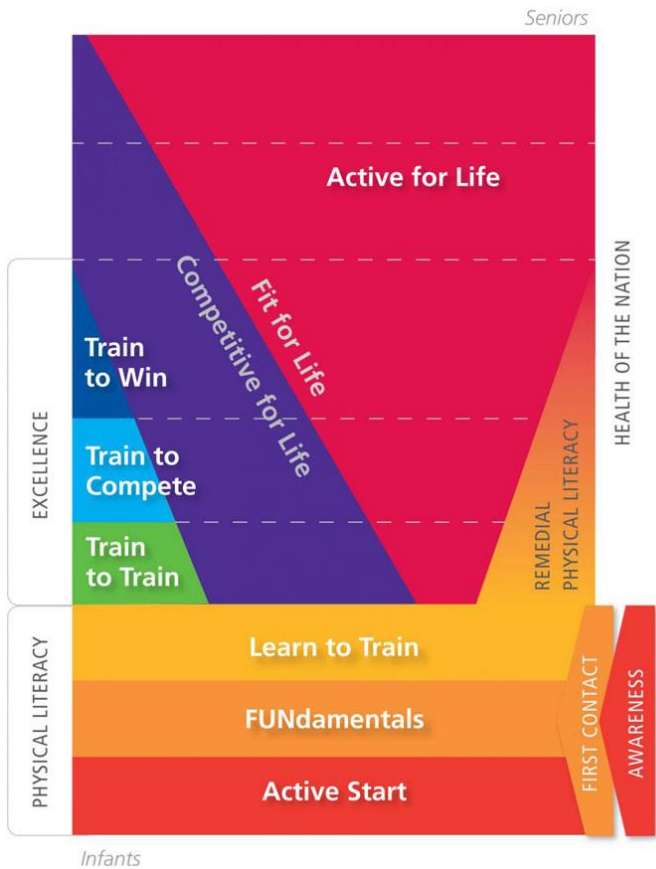 Seniors
Active for Life
Fit for Life
Competitive for Life
HEALTH OF THE NATION
EXCELLENCE
Train
to Win
Train to
Compete
Train
to Train
REMEDIAL
PHYSICAL LITERACY
PHYSICAL LITERACY
Learn to Train
FUNdamentals
Active Start
FIRST CONTACT
AWARENESS
Infants